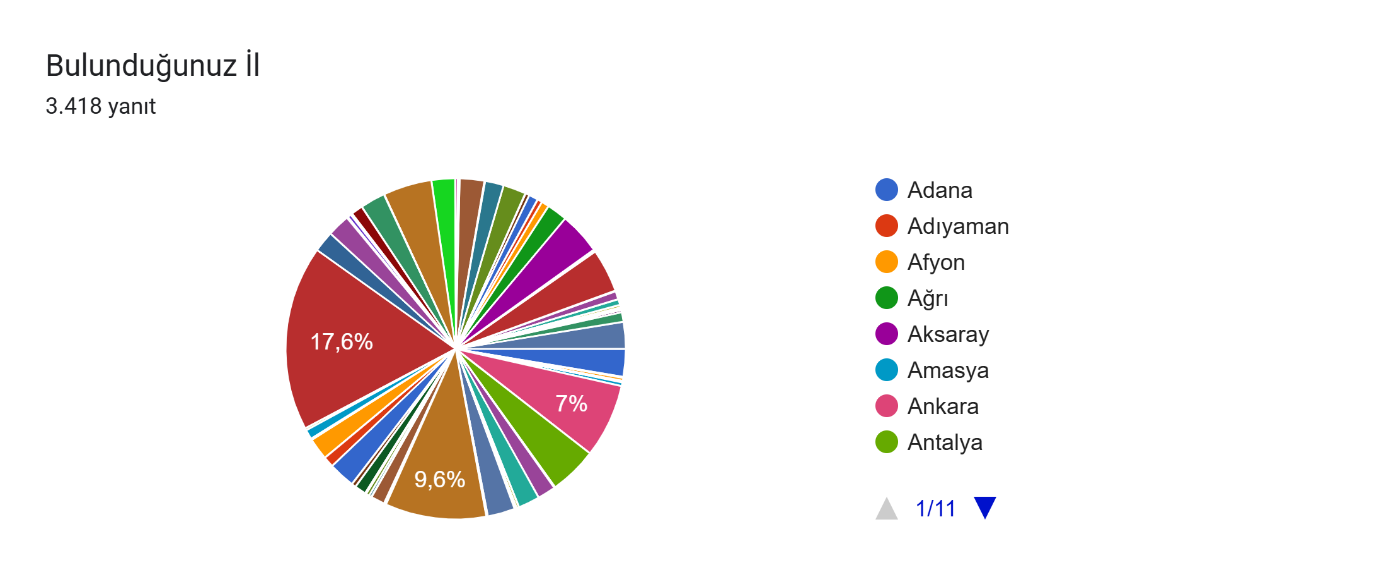 Bulunduğunuz İl
3.418 yanıt
17,6%
7%
9,6%
Adana
Adıyaman
Afyon
Ağrı
Aksaray
Amasya
Ankara
Antalya
1/11